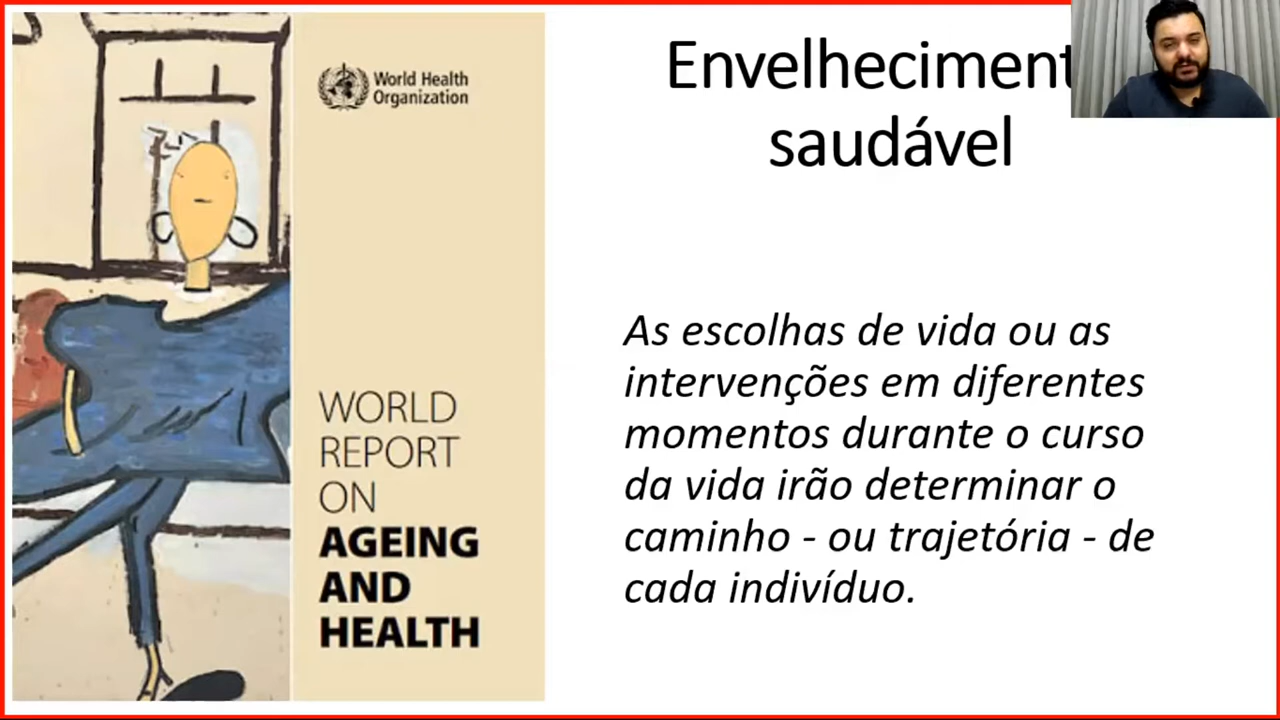 World Health
Organization
WORLD
REPORT
ON
AGEING
AND
HEALTH
Envelheciment
saudável
As escolhas de vida ou as
intervenções em diferentes
momentos durante o curso
da vida irão determinar o
caminho - ou trajetória - de
cada indivíduo.